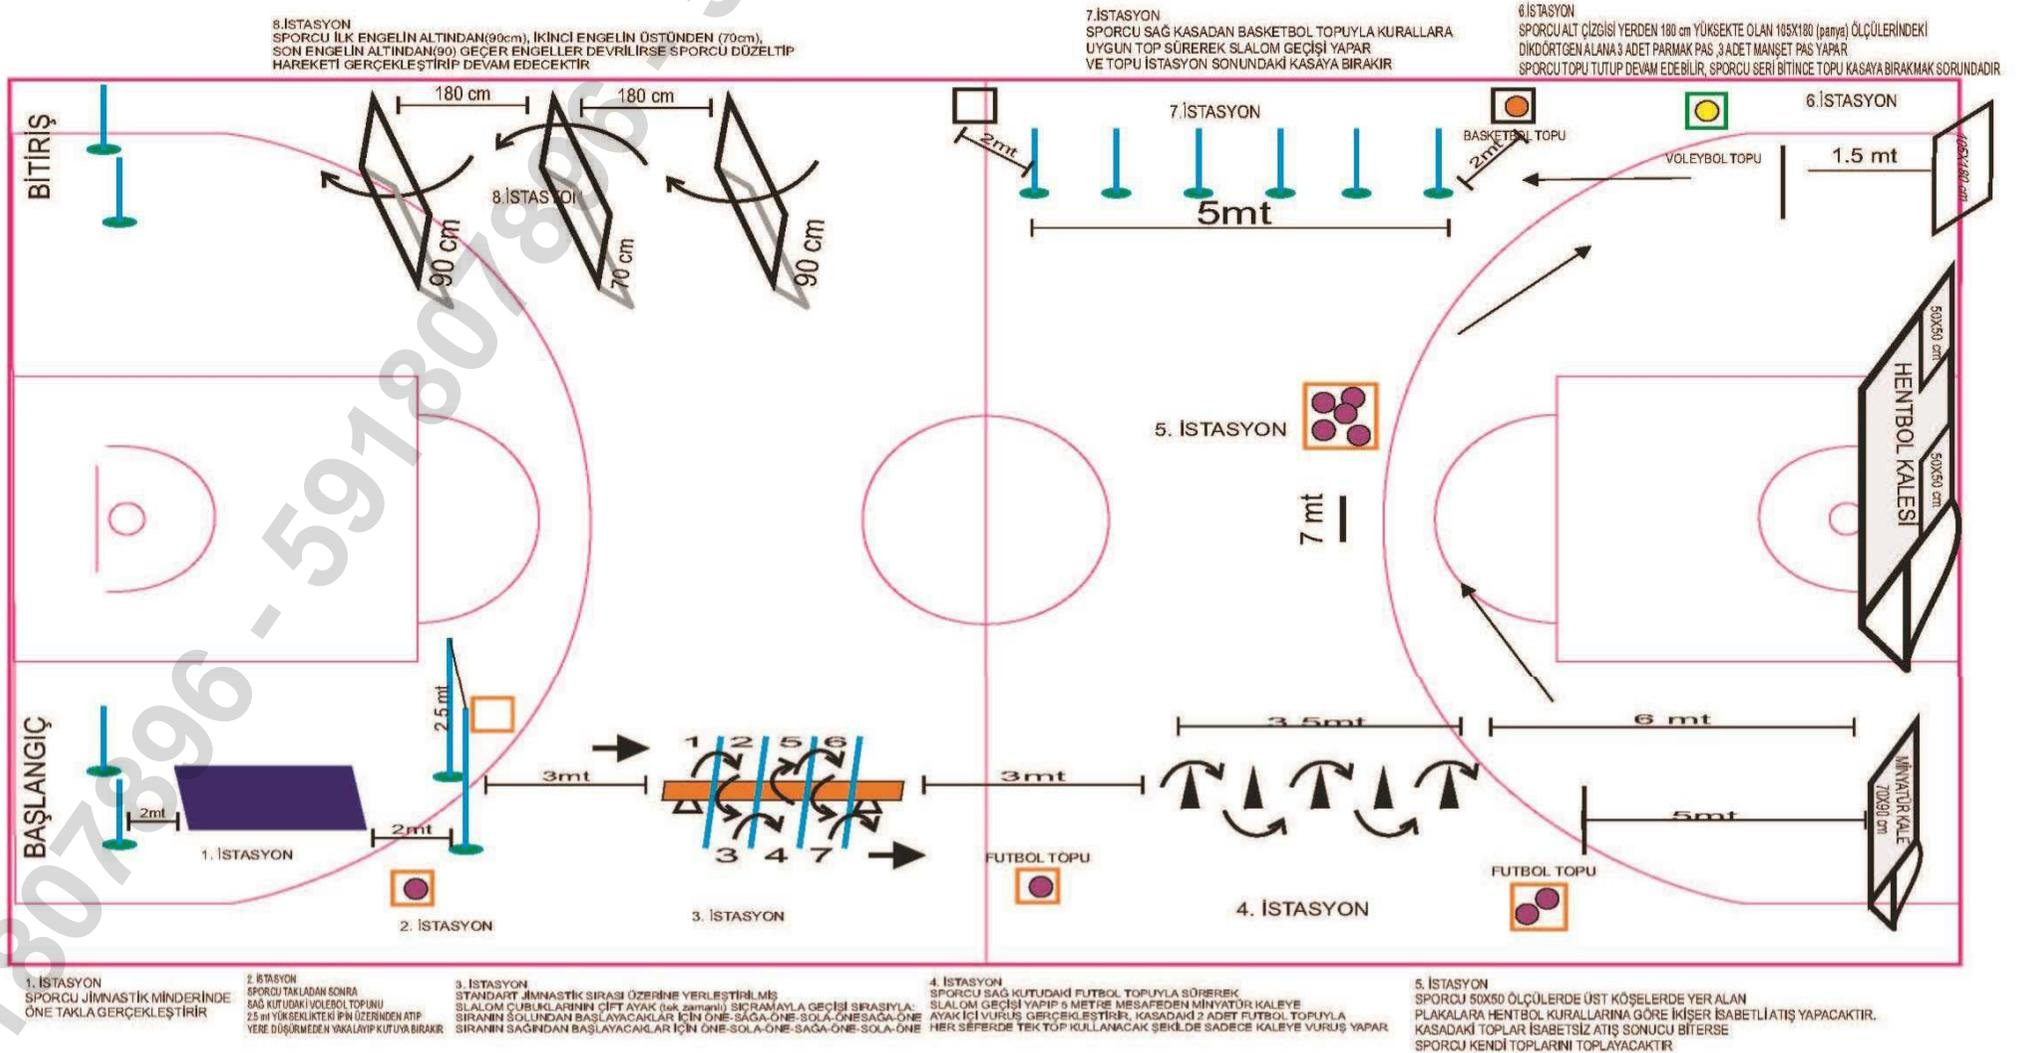 8.İSTASYON
SPORCU İLK ENGELİN ALTINDAN(90cm), İKİNCİ ENGELİN ÜSTÜNDEN (70cm),
SON ENGELİN ALTINDAN(90) GEÇER ENGELLER DEVRİLİRSE SPORCU DÜZELTİP
HAREKETİ GERÇEKLEŞTİRİP DEVAM EDECEKTİR
7.İSTASYON
SPORCU SAĞ KASADAN BASKETBOL TOPUYLA KURALLARA
UYGUN TOP SÜREREK SLALOM GEÇİŞİ YAPAR
VE TOPU İSTASYON SONUNDAKİ KASAYA BIRAKIR
6.İSTASYON
SPORCU ALT ÇİZGİSİ YERDEN 180 cm YÜKSEKTE OLAN 105X180 (panya) ÖLÇÜLERİNDEKİ
DİKDÖRTGEN ALANA 3 ADET PARMAK PAS ,3 ADET MANŞET PAS YAPAR
SPORCU TOPU TUTUP DEVAM EDEBİLİR, SPORCU SERİ BİTİNCE TOPU KASAYA BIRAKMAK SORUNDADIR
BİTİRİŞ
180 cm
180 cm
8.İSTASYON
90 cm
70 cm
90 cm
2mt
7.İSTASYON
5mt
BASKETBOL TOPU
2mt
6.İSTASYON
VOLEYBOL TOPU
1.5 mt
105X180 cm
5. İSTASYON
7 mt
50X50 cm
HENTBOL KALESİ
50X50 cm
BAŞLANGIÇ
2mt
1. İSTASYON
2mt
2.5 mt
2. İSTASYON
3mt
1 2 5 6
3 4 7
3. İSTASYON
3mt
FUTBOL TOPU
3.5mt
4. İSTASYON
6 mt
5mt
FUTBOL TOPU
MİNYATÜR KALE
70X90 cm
1. İSTASYON
SPORCU JİMNASTİK MİNDERİNDE
ÖNE TAKLA GERÇEKLEŞTİRİR
2. İSTASYON
SPORCU TAKLADAN SONRA
SAĞ KUTUDAKİ VOLEBOL TOPUNU
2.5 mt YÜKSEKLİKTEKİ İPİN ÜZERİNDEN ATIP
YERE DÜŞÜRMEDEN YAKALAYIP KUTUYA BIRAKIR
3. İSTASYON
STANDART JİMNASTİK SIRASI ÜZERİNE YERLEŞTİRİLMİŞ
SLALOM ÇUBUKLARININ ÇİFT AYAK (tek zamanlı) SIÇRAMAYLA GEÇİŞİ SIRASIYLA:
SIRANIN SOLUNDAN BAŞLAYACAKLAR İÇİN ÖNE-SAĞA-ÖNE-SOLA-ÖNESAĞA-ÖNE
SIRANIN SAĞINDAN BAŞLAYACAKLAR İÇİN ÖNE-SOLA-ÖNE-SAĞA-ÖNE-SOLA-ÖNE
4. İSTASYON
SPORCU SAĞ KUTUDAKİ FUTBOL TOPUYLA SÜREREK
SLALOM GEÇİŞİ YAPIP 5 METRE MESAFEDEN MİNYATÜR KALEYE
AYAK İÇİ VURUŞ GERÇEKLEŞTİRİR, KASADAKİ 2 ADET FUTBOL TOPUYLA
HER SEFERDE TEK TOP KULLANACAK ŞEKİLDE SADECE KALEYE VURUŞ YAPAR
5. İSTASYON
SPORCU 50X50 ÖLÇÜLERDE ÜST KÖŞELERDE YER ALAN
PLAKALARA HENTBOL KURALLARINA GÖRE İKİŞER İSABETLİ ATIŞ YAPACAKTIR.
KASADAKİ TOPLAR İSABETSİZ ATIŞ SONUCU BİTERSE
SPORCU KENDİ TOPLARINI TOPLAYACAKTIR
1807896 - 5918078896 -